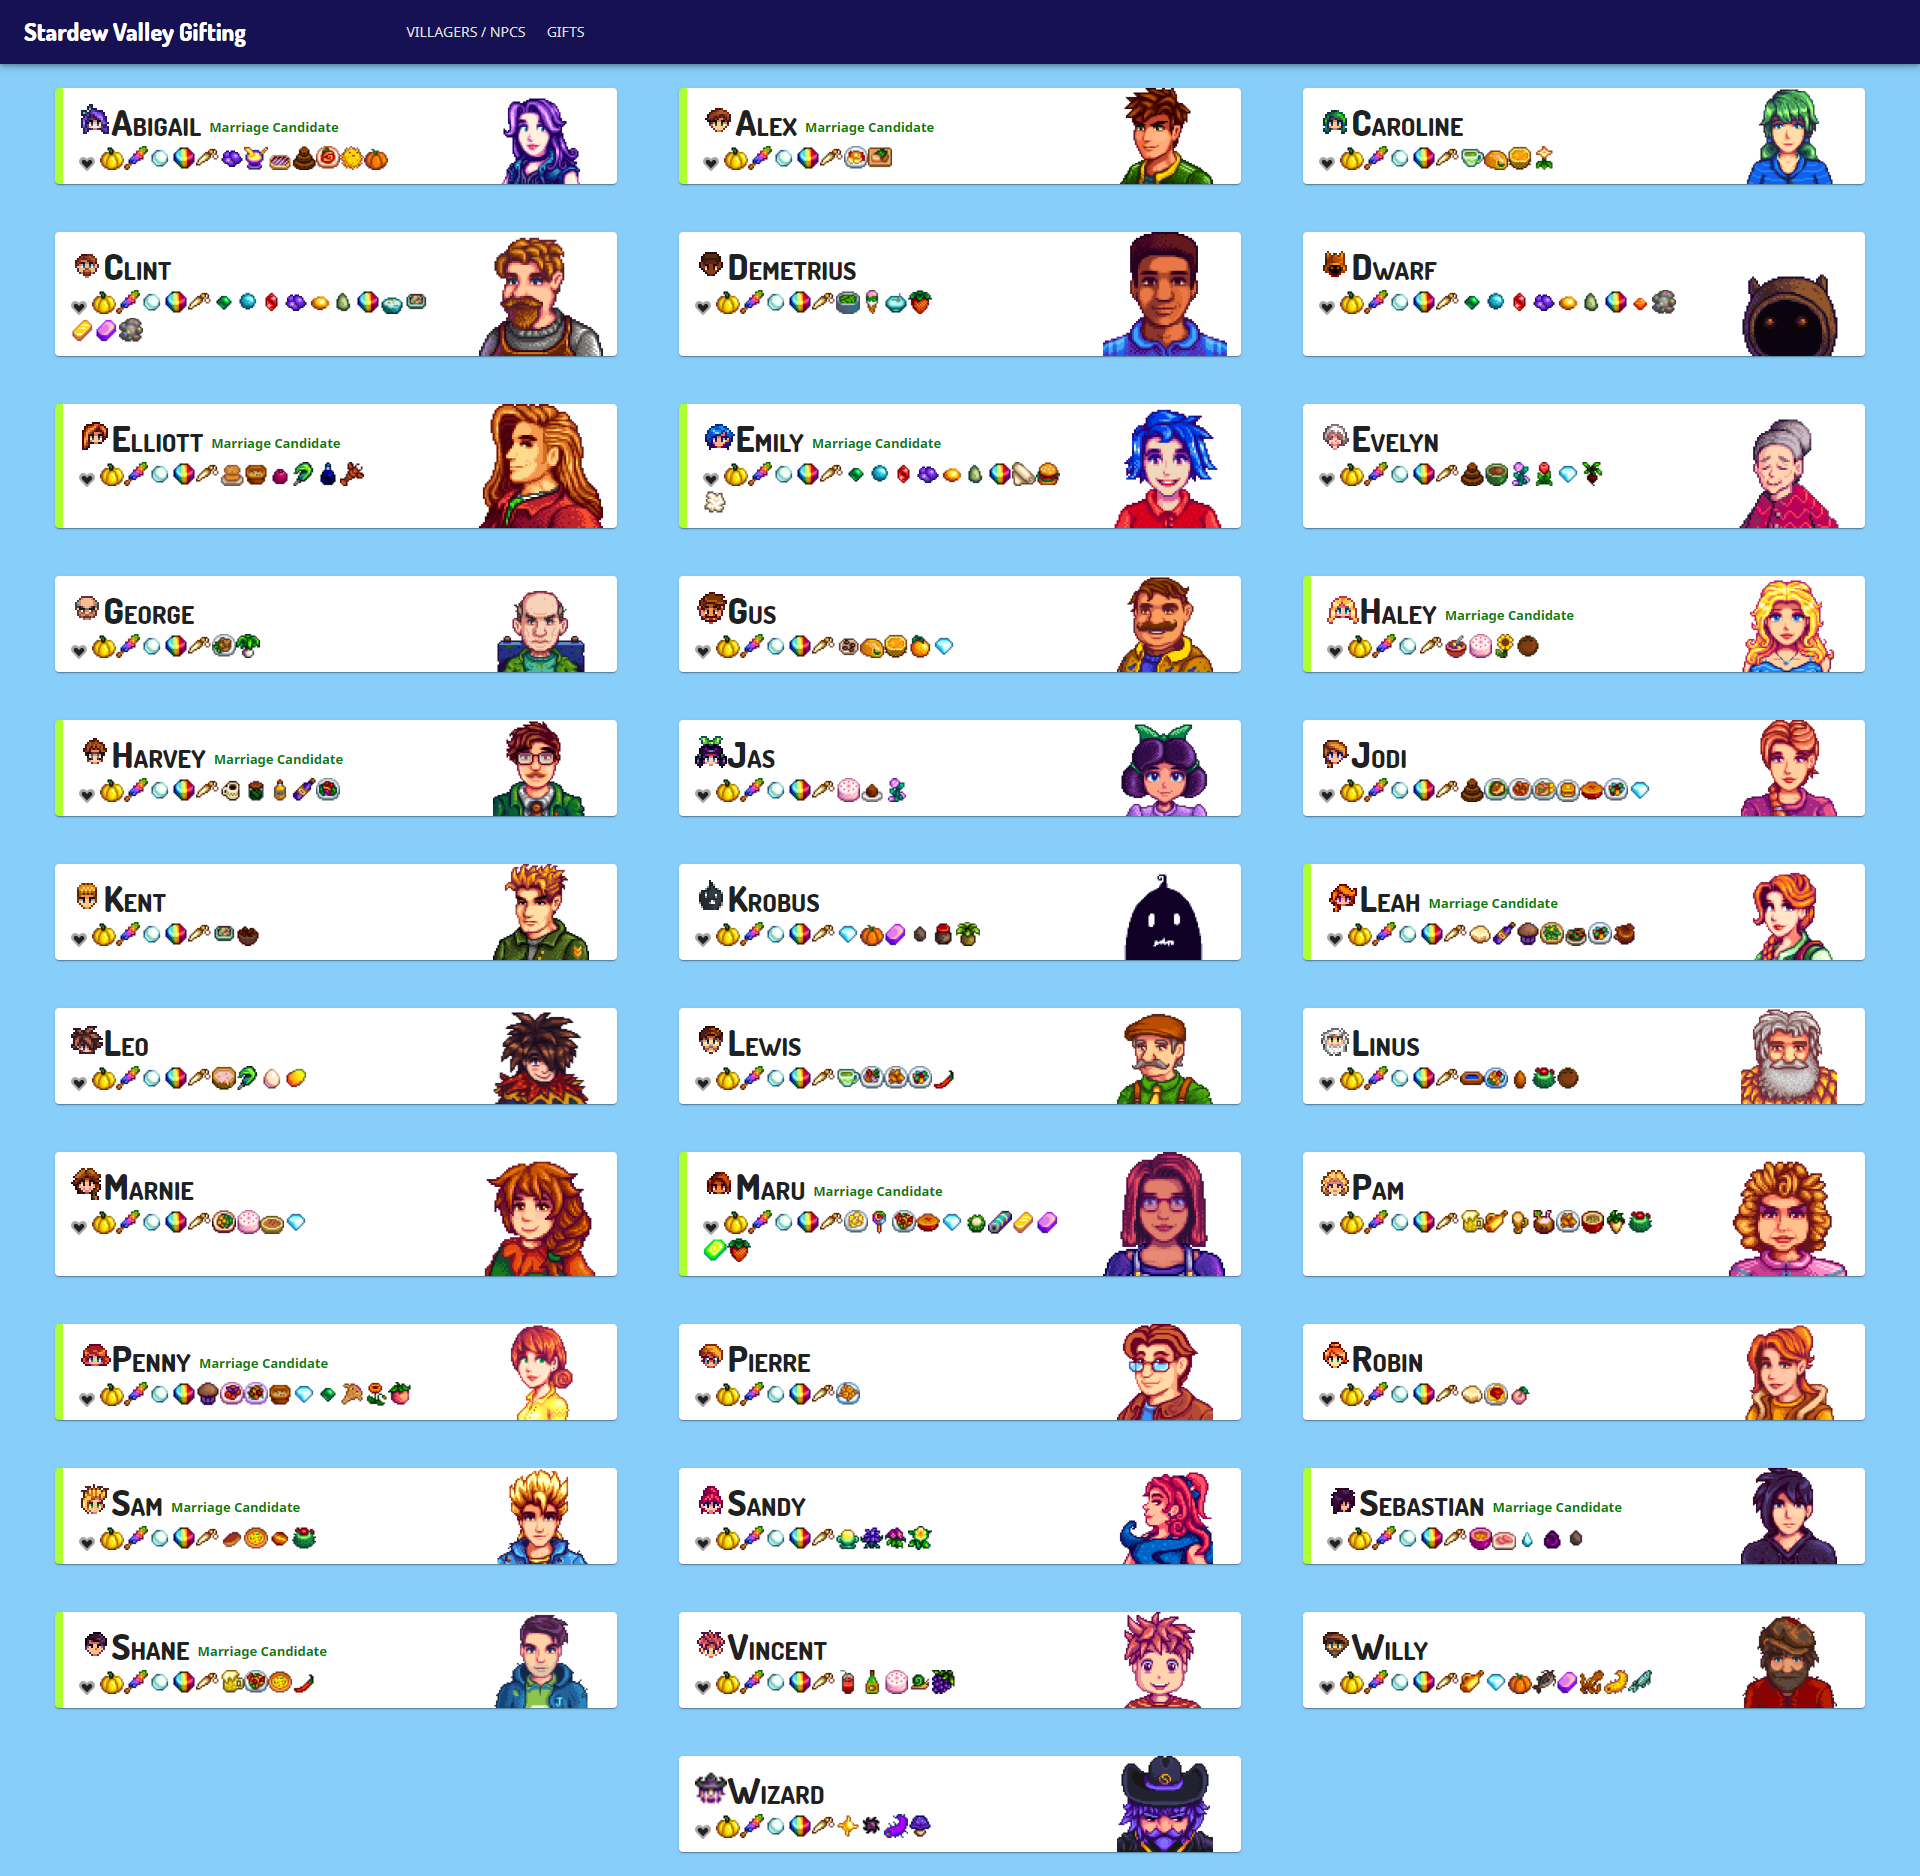 Stardew Valley Gifting
VILLAGERS / NPCS GIFTS
Abigail Marriage Candidate
Alex Marriage Candidate
Caroline
Clint
Demetrius
Dwarf
Elliott Marriage Candidate
Emily Marriage Candidate
Evelyn
George
Gus
Haley Marriage Candidate
Harvey Marriage Candidate
Jas
Jodi
Kent
Krobus
Leah Marriage Candidate
Leo
Lewis
Linus
Marnie
Maru Marriage Candidate
Pam
Penny Marriage Candidate
Pierre
Robin
Sam Marriage Candidate
Sandy
Sebastian Marriage Candidate
Shane Marriage Candidate
Vincent
Willy
Wizard